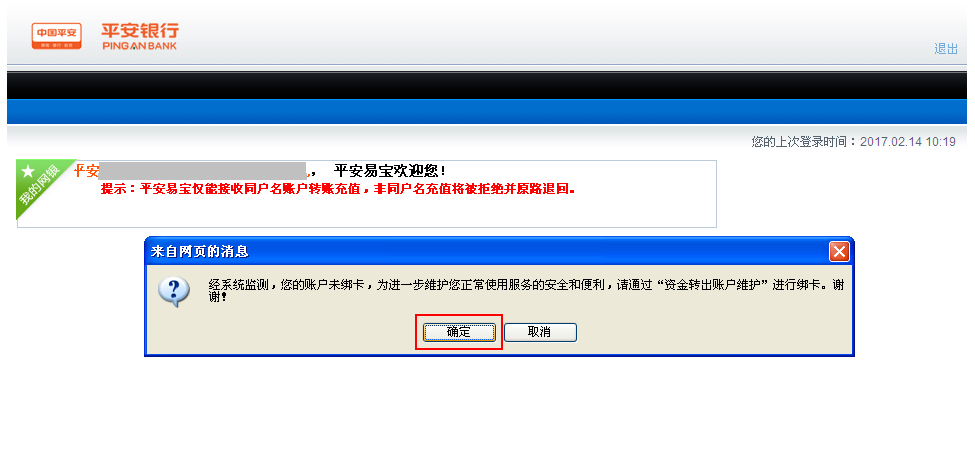 中国平安
保险·银行·投资
平安银行
PING AN BANK
退出
您的上次登录时间：2017.02.14 10:19
我的网银
平安 ， 平安易宝欢迎您！
提示：平安易宝仅能接收同户名账户转账充值，非同户名充值将被拒绝并原路退回。
来自网页的消息
经系统监测，您的账户未绑卡，为进一步维护您正常使用服务的安全和便利，请通过“资金转出账户维护”进行绑卡。谢
谢！
确定
取消